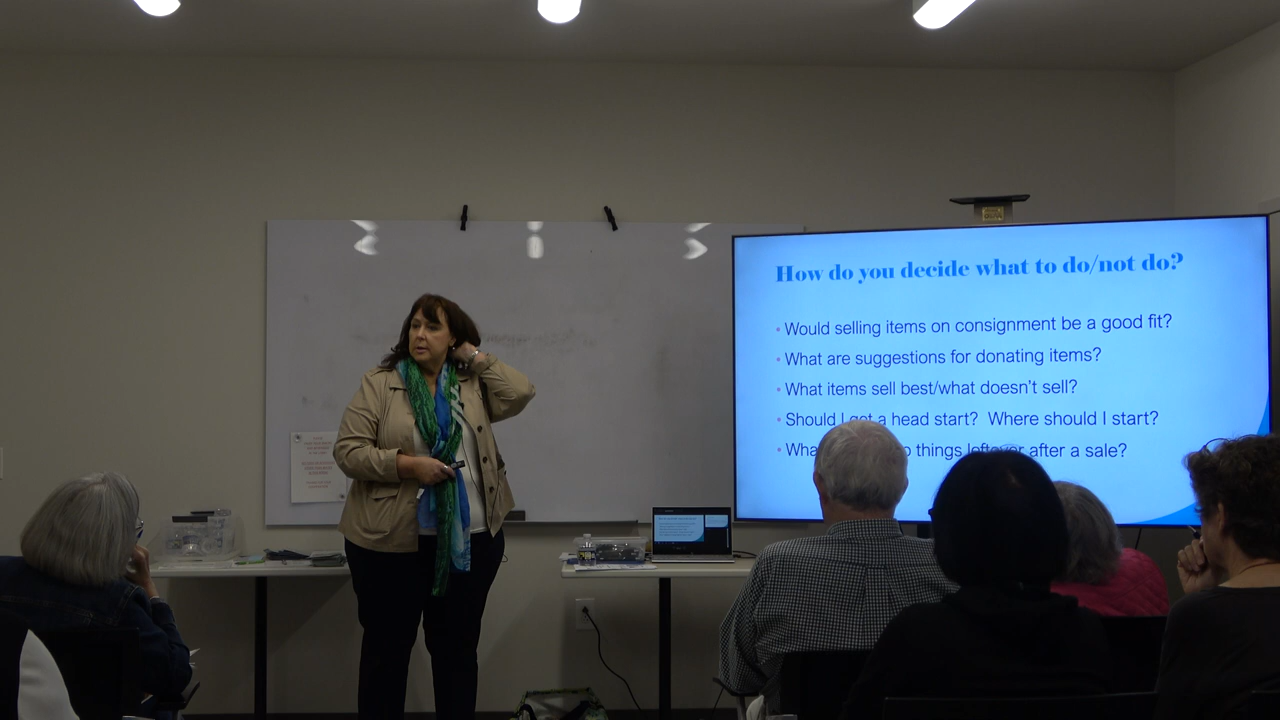 How do you decide what to do/not do?
• Would selling items on consignment be a good fit?
• What are suggestions for donating items?
• What items sell best/what doesn't sell?
• Should I get a head start? Where should I start?
• What things leftover after a sale?